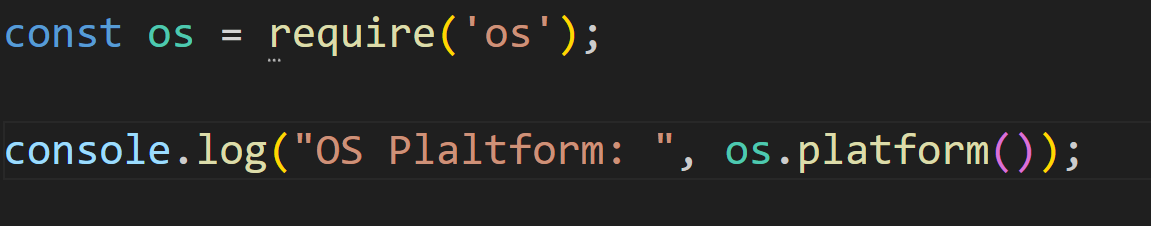 const os = require('os');
console.log("OS Plaltform: ", os.platform());